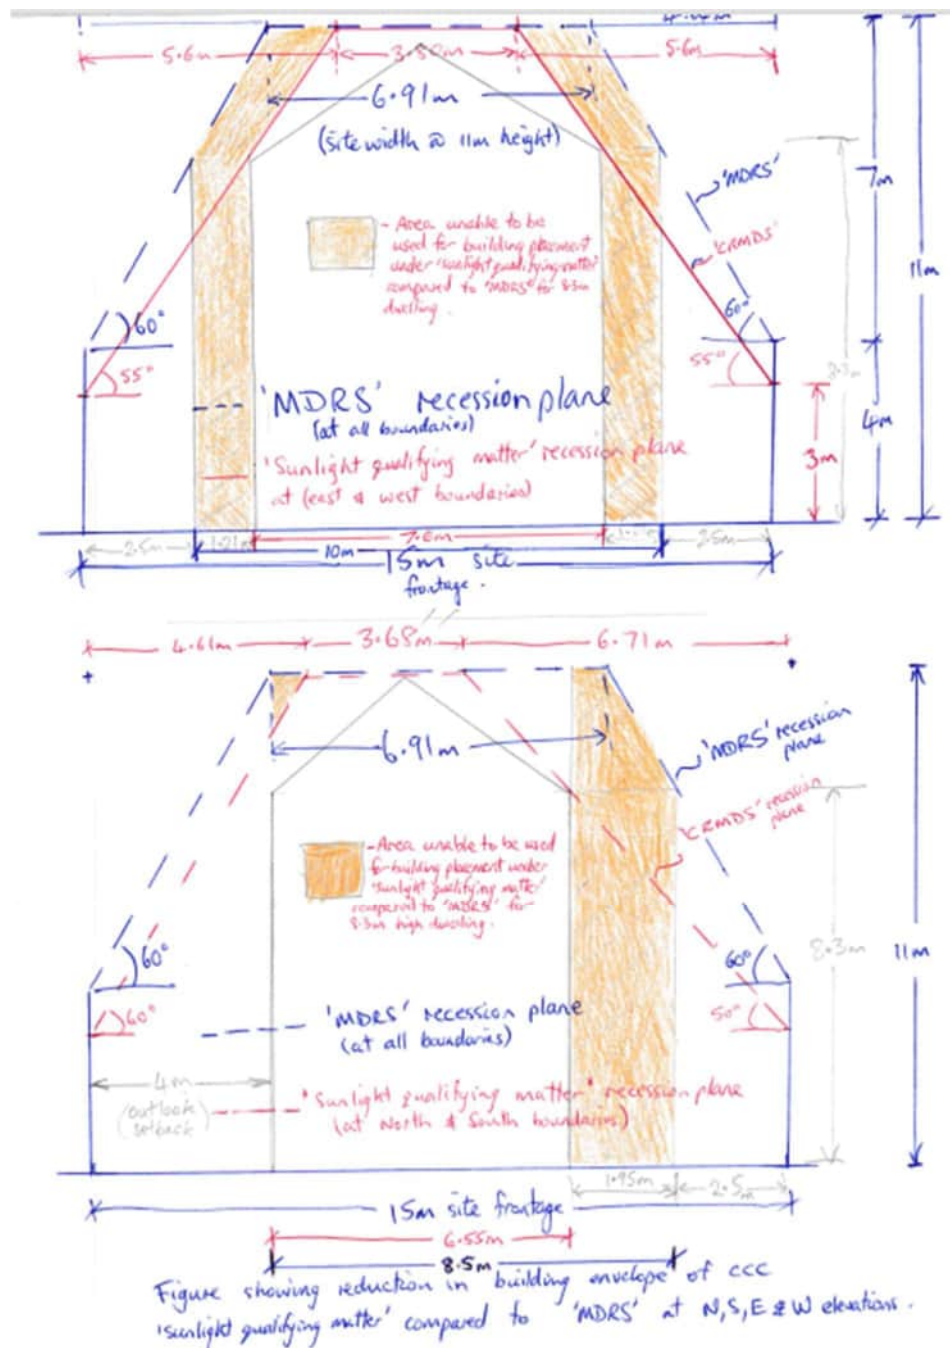 5.6m
5.6m
6.91m
(site width @ 11m height)
'MDRS'
7m
'CRMDS'
11m
- Area unable to be
used for building placement
under 'sunlight qualifying matter'
compared to 'MDRS' for 8.3m
dwelling.
60°
60°
55°
55°
'MDRS' recession plane
(at all boundaries)
4m
'Sunlight qualifying matter' recession plane
at (east & west boundaries)
3m
2.5m
1.21m
2.5m
10m
15m site
frontage.
4.61m
3.68m
6.71m
6.91m
'MDRS' recession
plane
'CRMDS' recession
plane
- Area unable to be used
for building placement under
'sunlight qualifying matter'
compared to 'MDRS' for
8.3m high dwelling.
60°
60°
8.3m
11m
60°
50°
'MDRS' recession plane
(at all boundaries)
4m
(outlook
setback)
'Sunlight qualifying matter' recession plane
(at North & South boundaries)
1.95m
2.5m
15m site frontage
6.55m
8.5m
Figure showing reduction in 'building envelope' of CCC
'sunlight qualifying matter' compared to 'MDRS' at N, S, E & W elevations.